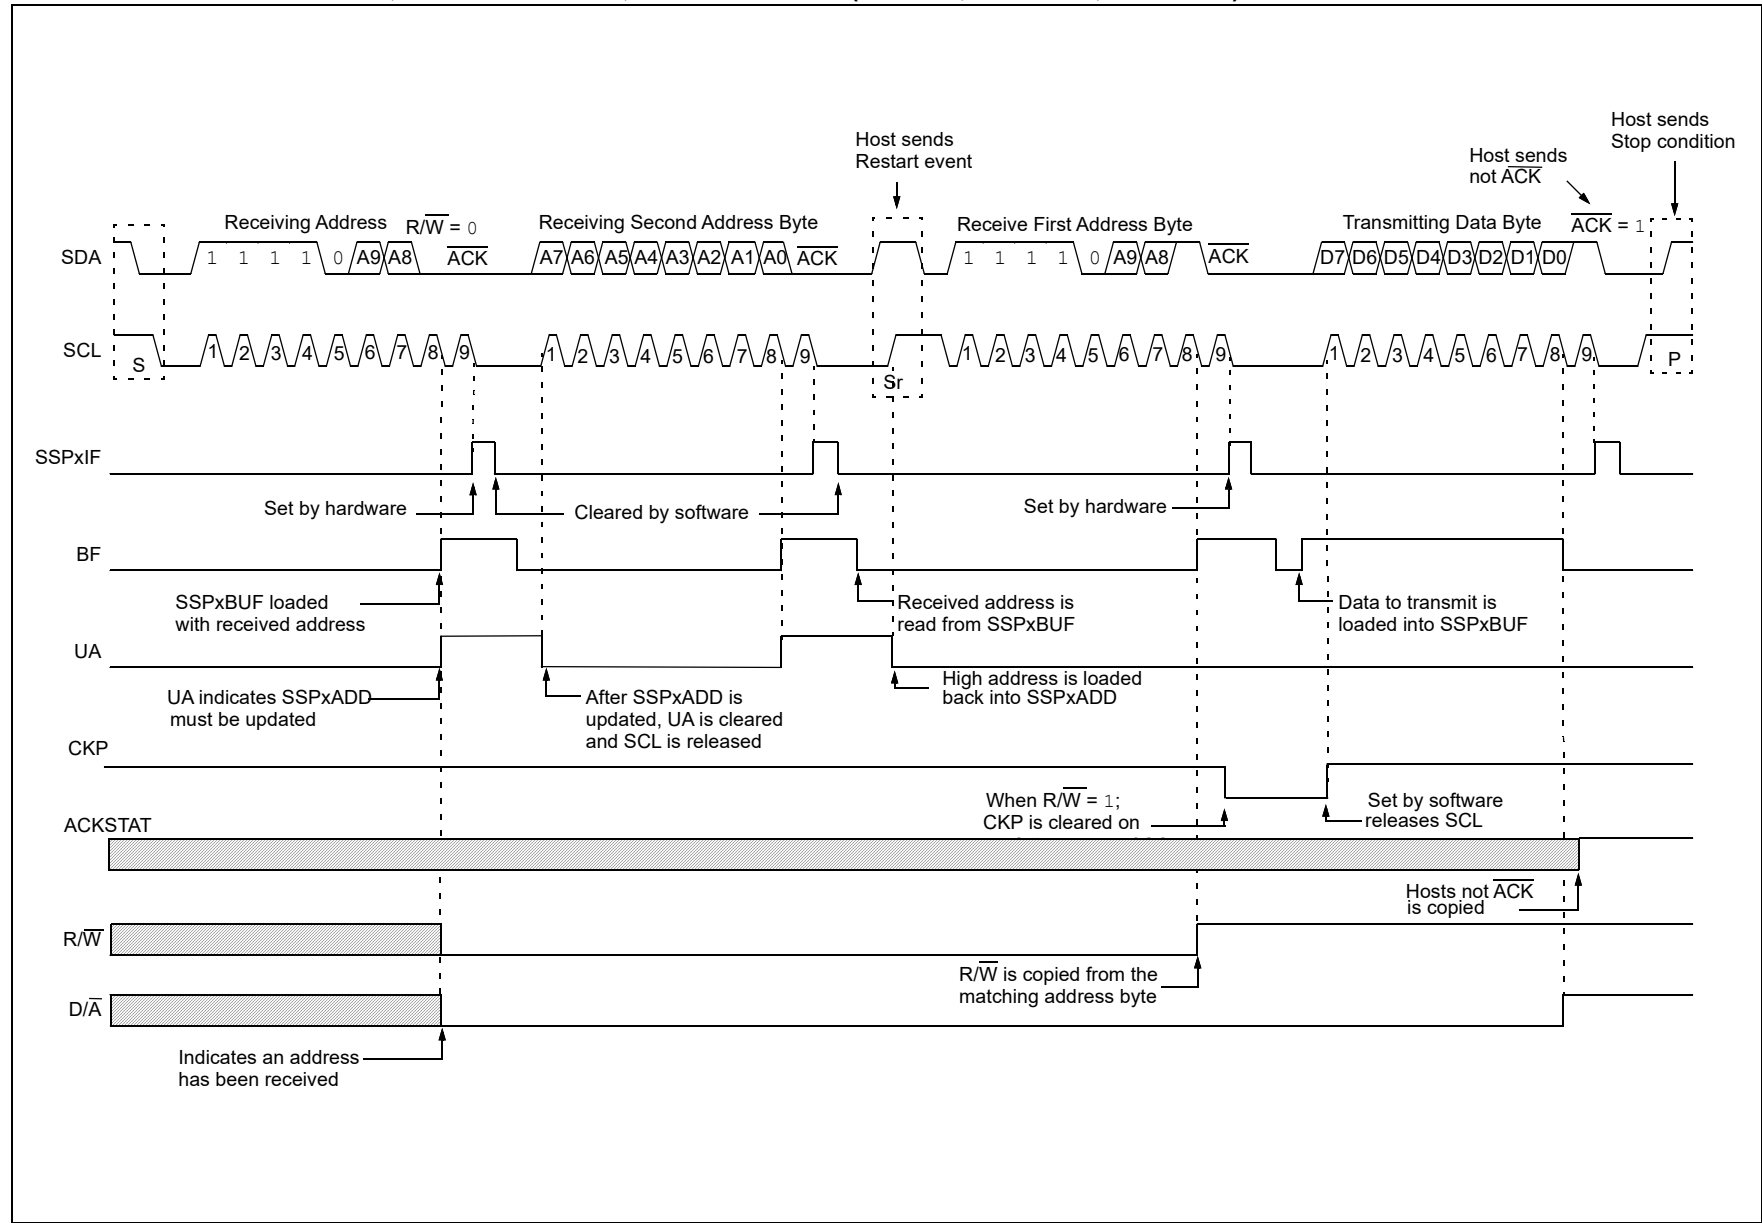 Host sends
Restart event
Host sends
not ACK
Host sends
Stop condition
Receiving Address R/W = 0
Receiving Second Address Byte
Receive First Address Byte
Transmitting Data Byte
ACK = 1
SDA
1 1 1 1 0 A9 A8 ACK
A7 A6 A5 A4 A3 A2 A1 A0 ACK
1 1 1 1 0 A9 A8 ACK
D7 D6 D5 D4 D3 D2 D1 D0
SCL
S
1 2 3 4 5 6 7 8 9
1 2 3 4 5 6 7 8 9
Sr
1 2 3 4 5 6 7 8 9
1 2 3 4 5 6 7 8 9
P
SSPxIF
Set by hardware
Cleared by software
Set by hardware
BF
SSPxBUF loaded
with received address
Received address is
read from SSPxBUF
Data to transmit is
loaded into SSPxBUF
UA
UA indicates SSPxADD
must be updated
After SSPxADD is
updated, UA is cleared
and SCL is released
High address is loaded
back into SSPxADD
CKP
When R/W = 1;
CKP is cleared on
Set by software
releases SCL
ACKSTAT
Hosts not ACK
is copied
R/W
R/W is copied from the
matching address byte
D/A
Indicates an address
has been received